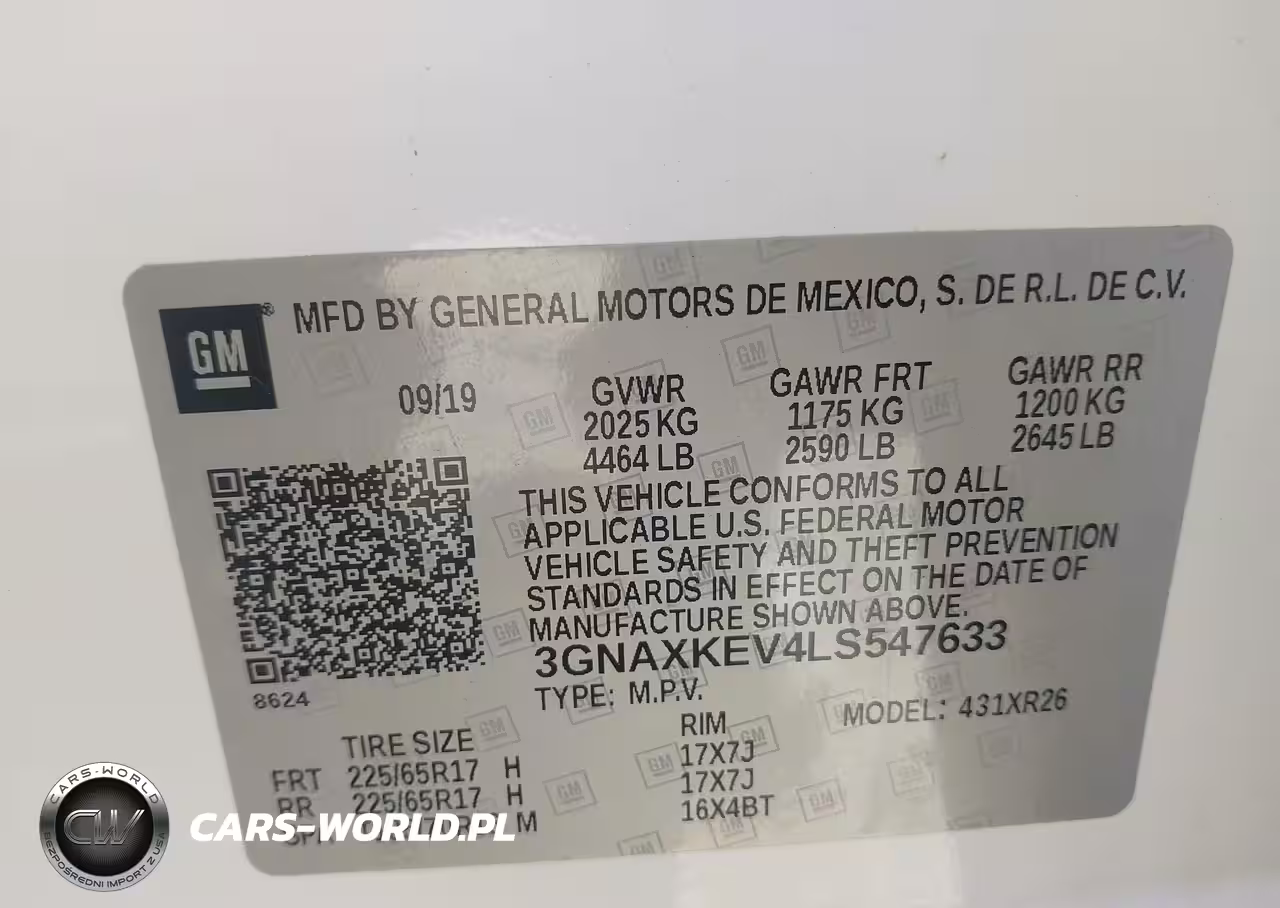 GM® MFD BY GENERAL MOTORS DE MEXICO, S. DE R.L. DE C.V.
09/19 GVWR GAWR FRT GAWR RR
2025 KG 1175 KG 1200 KG
4464 LB 2590 LB 2645 LB
THIS VEHICLE CONFORMS TO ALL
APPLICABLE U.S. FEDERAL MOTOR
VEHICLE SAFETY AND THEFT PREVENTION
STANDARDS IN EFFECT ON THE DATE OF
MANUFACTURE SHOWN ABOVE.
3GNAXKEV4LS547633
8624
TYPE: M.P.V. MODEL: 431XR26
TIRE SIZE RIM
FRT 225/65R17 H 17X7J
RR 225/65R17 H 17X7J
M 16X4BT
CARS-WORLD
CW
BEZPOŚREDNI IMPORT Z USA
CARS-WORLD.PL